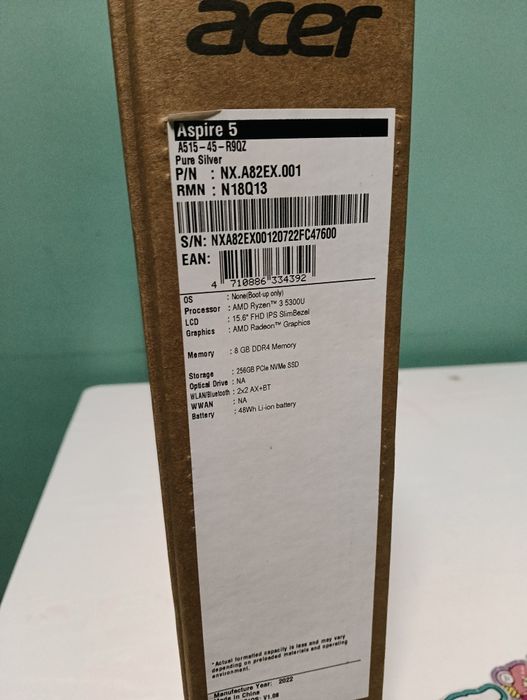 acer
Aspire 5
A515-45-R9QZ
Pure Silver
P/N : NX.A82EX.001
RMN : N18Q13
S/N: NXA82EX00120722FC47600
EAN:
4 710886 334392
OS : None(Boot-up only)
Processor : AMD Ryzen™ 3 5300U
LCD : 15.6" FHD IPS SlimBezel
Graphics : AMD Radeon™ Graphics
Memory : 8 GB DDR4 Memory
Storage : 256GB PCIe NVMe SSD
Optical Drive : NA
WLAN/Bluetooth : 2x2 AX+BT
WWAN : NA
Battery : 48Wh Li-ion battery
*Actual formatted capacity is less and may vary
depending on preloaded materials and operating
environment.
Manufacture Year: 2022
Made in China
V1.08